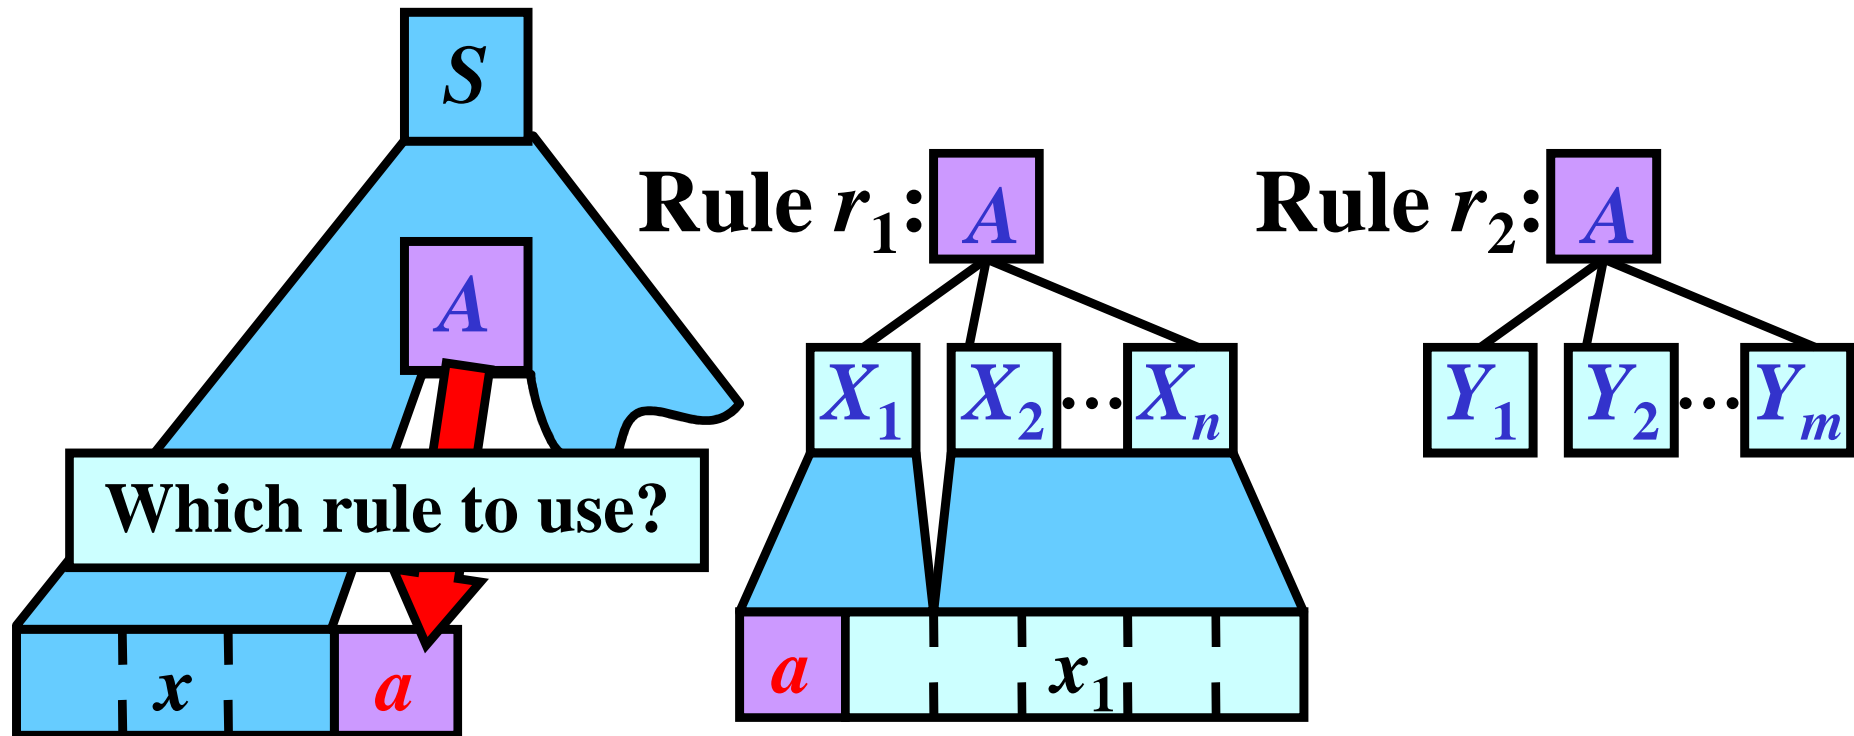 S
A
Which rule to use?
x a
Rule r₁: A
X₁ X₂ ... Xₙ
a x₁
Rule r₂: A
Y₁ Y₂ ... Yₘ